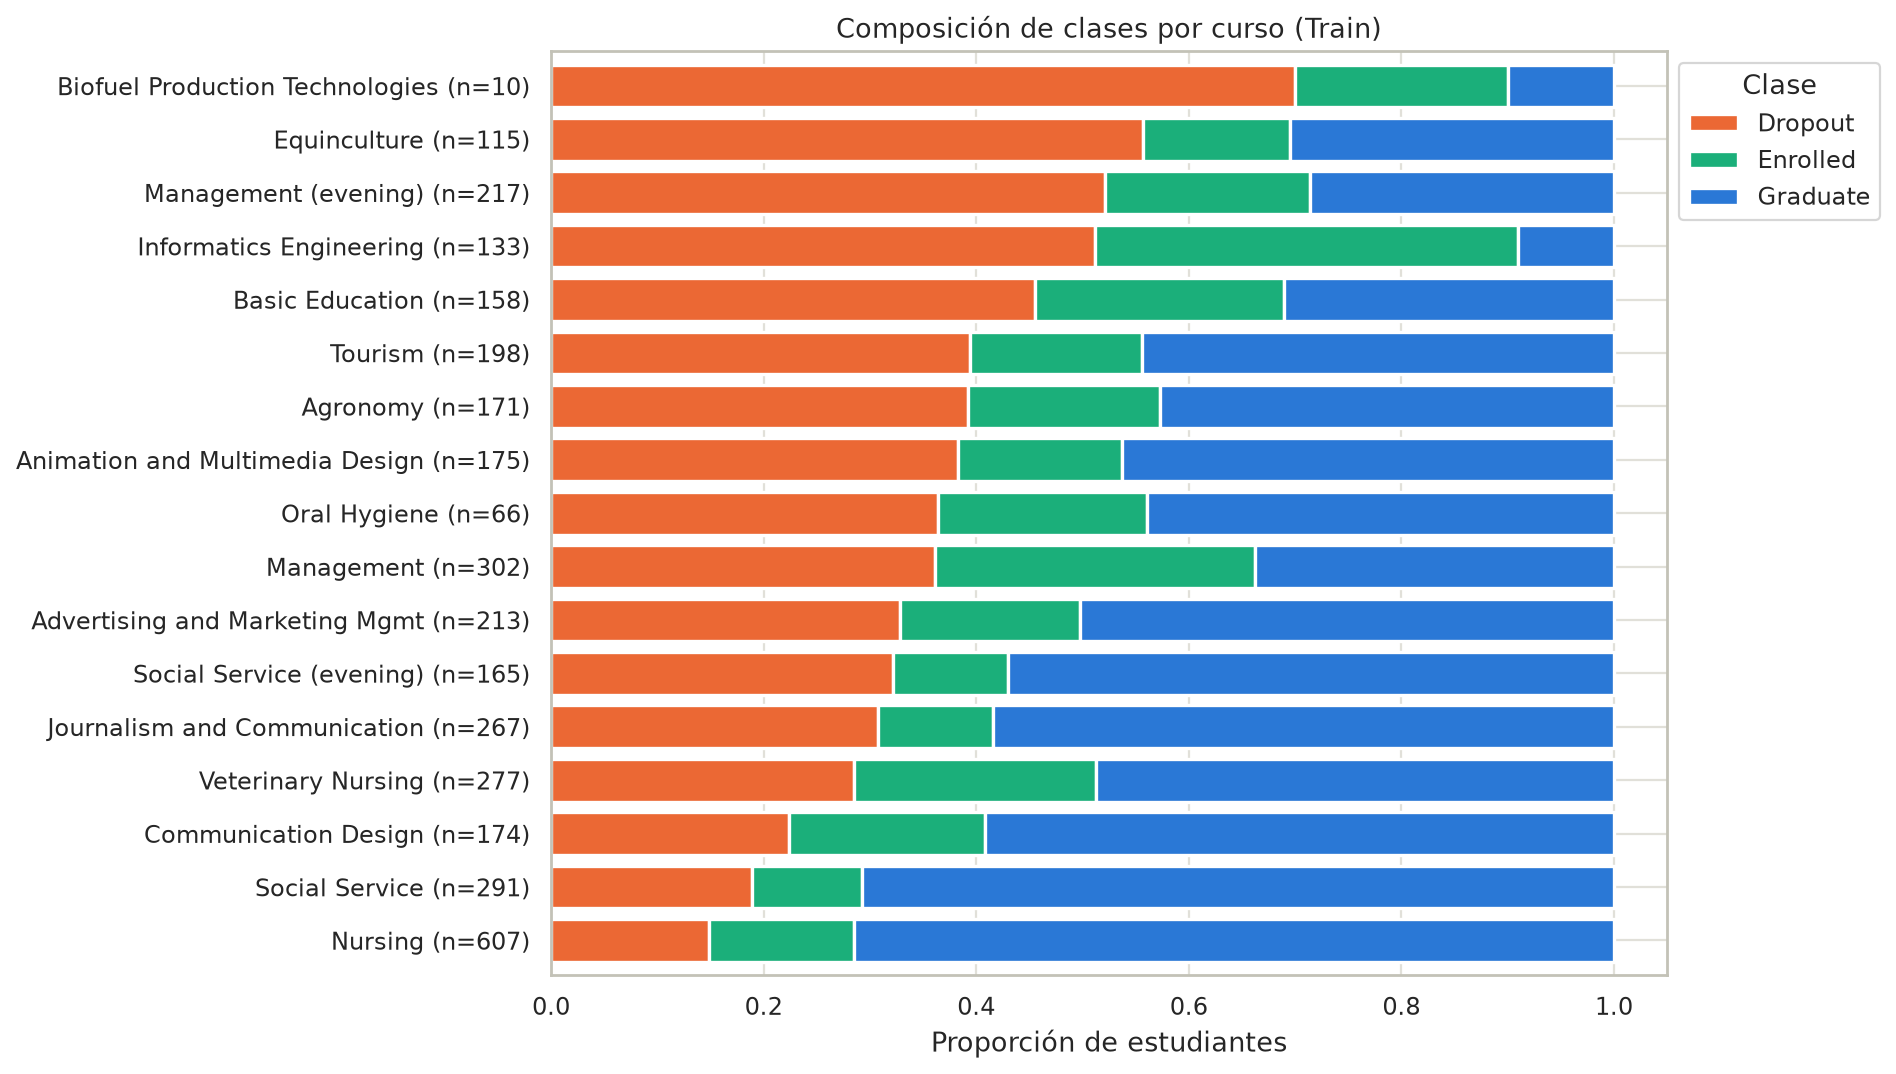 Composición de clases por curso (Train)
Biofuel Production Technologies (n=10)
Equinculture (n=115)
Management (evening) (n=217)
Informatics Engineering (n=133)
Basic Education (n=158)
Tourism (n=198)
Agronomy (n=171)
Animation and Multimedia Design (n=175)
Oral Hygiene (n=66)
Management (n=302)
Advertising and Marketing Mgmt (n=213)
Social Service (evening) (n=165)
Journalism and Communication (n=267)
Veterinary Nursing (n=277)
Communication Design (n=174)
Social Service (n=291)
Nursing (n=607)
0.0 0.2 0.4 0.6 0.8 1.0
Proporción de estudiantes
Clase
Dropout
Enrolled
Graduate